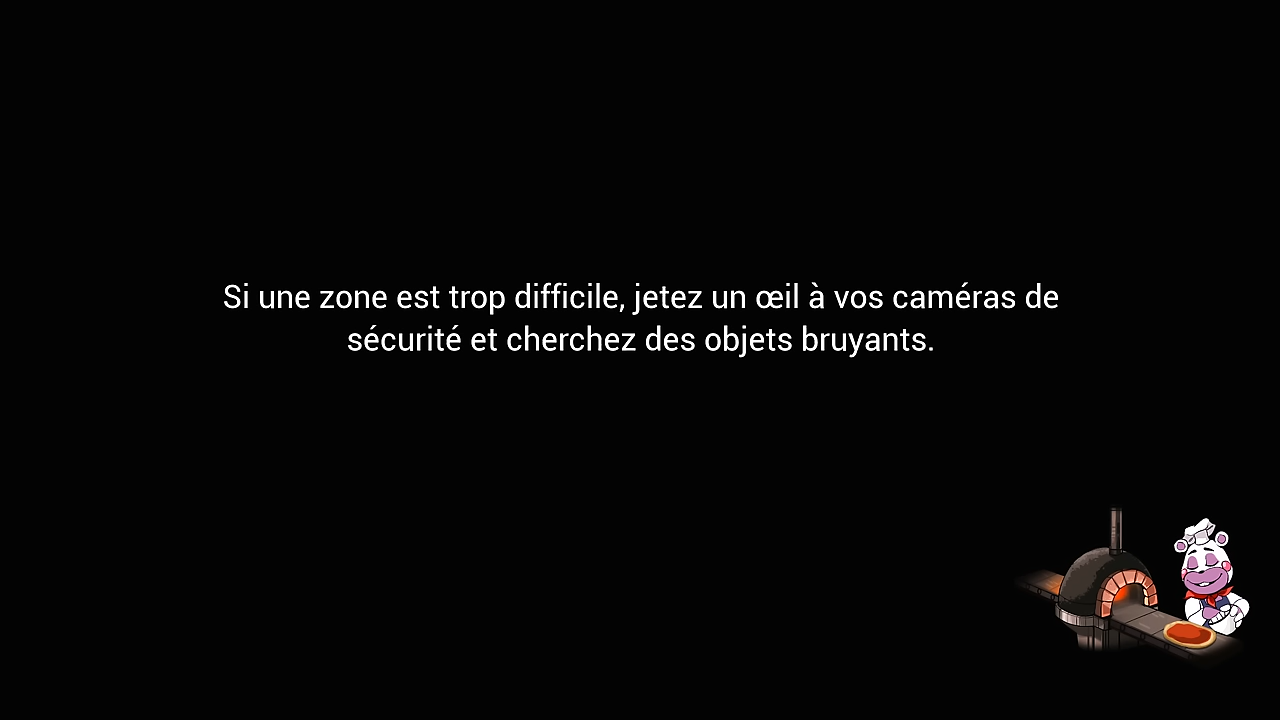 Si une zone est trop difficile, jetez un œil à vos caméras de
sécurité et cherchez des objets bruyants.